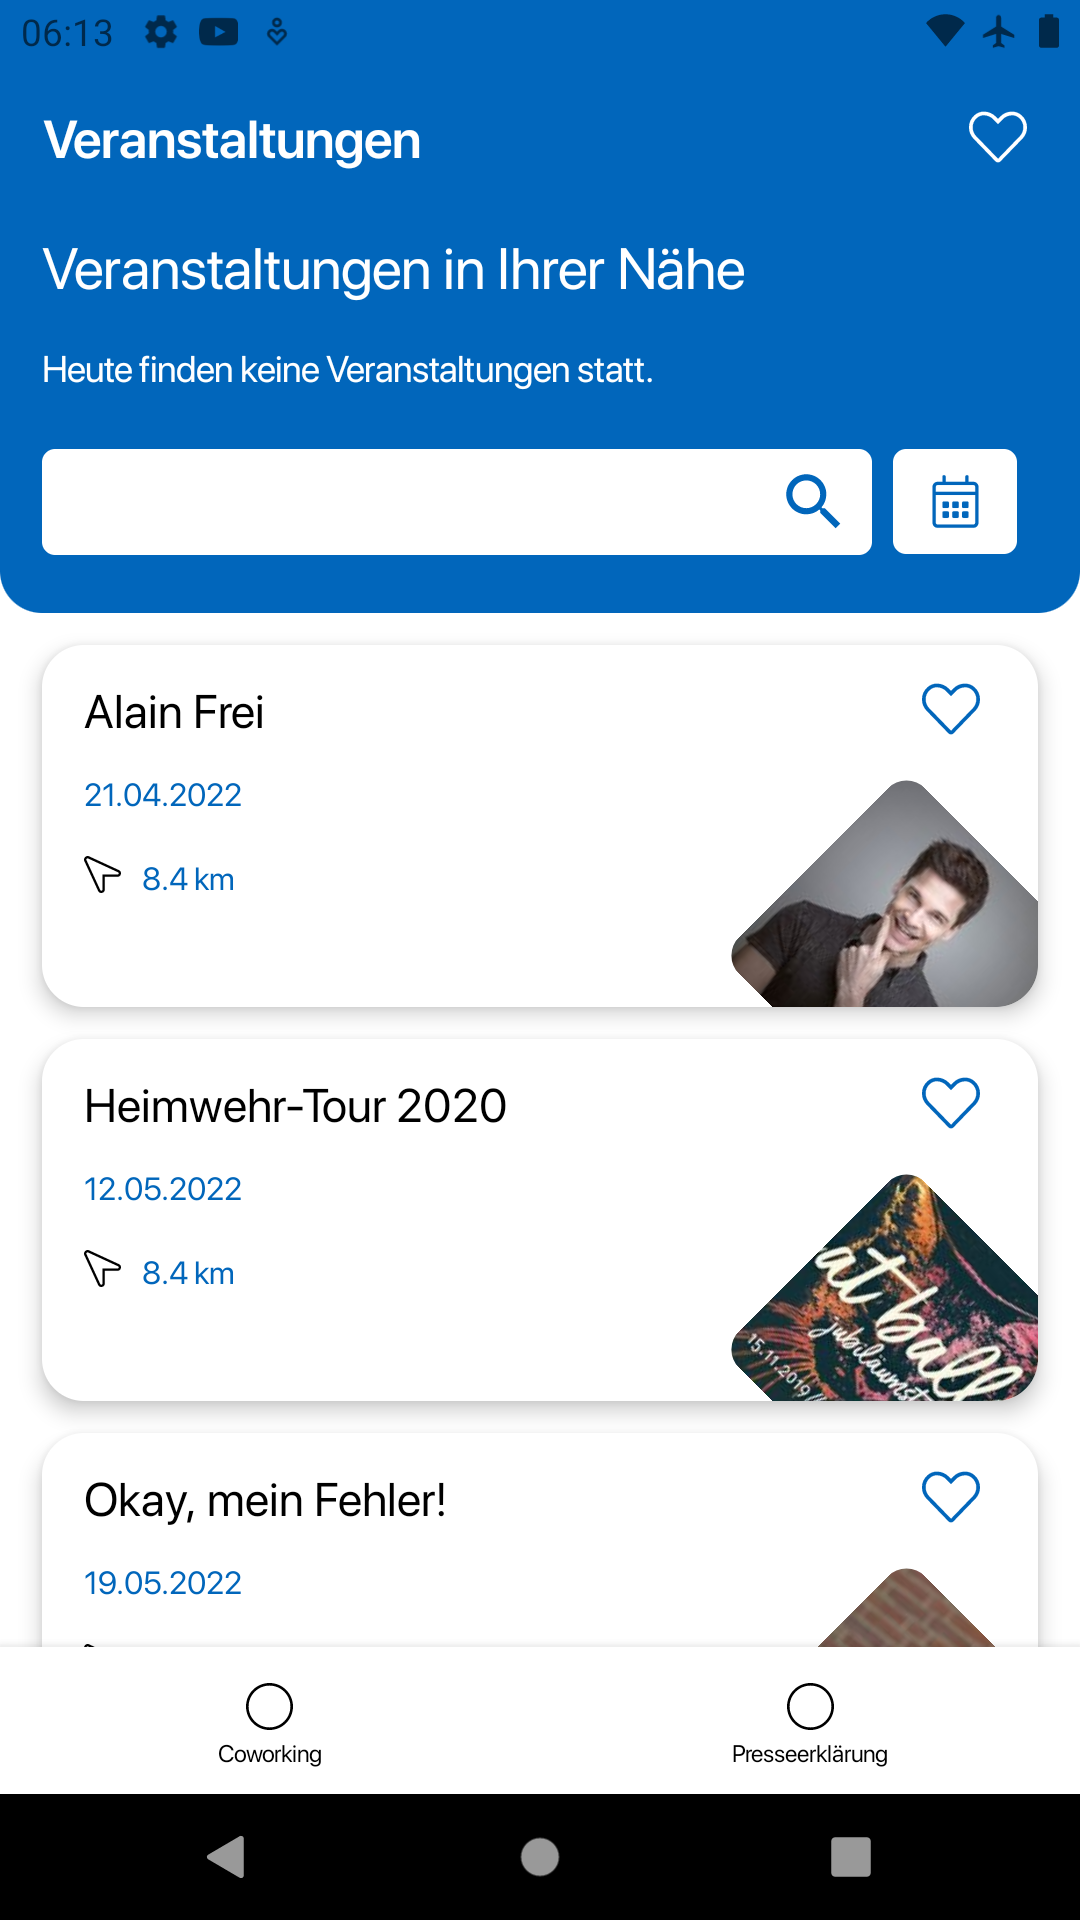 06:13
Veranstaltungen
Veranstaltungen in Ihrer Nähe
Heute finden keine Veranstaltungen statt.
Alain Frei
21.04.2022
8.4 km
Heimwehr-Tour 2020
12.05.2022
8.4 km
at ball
15.11.2019
Okay, mein Fehler!
19.05.2022
Coworking
Presseerklärung